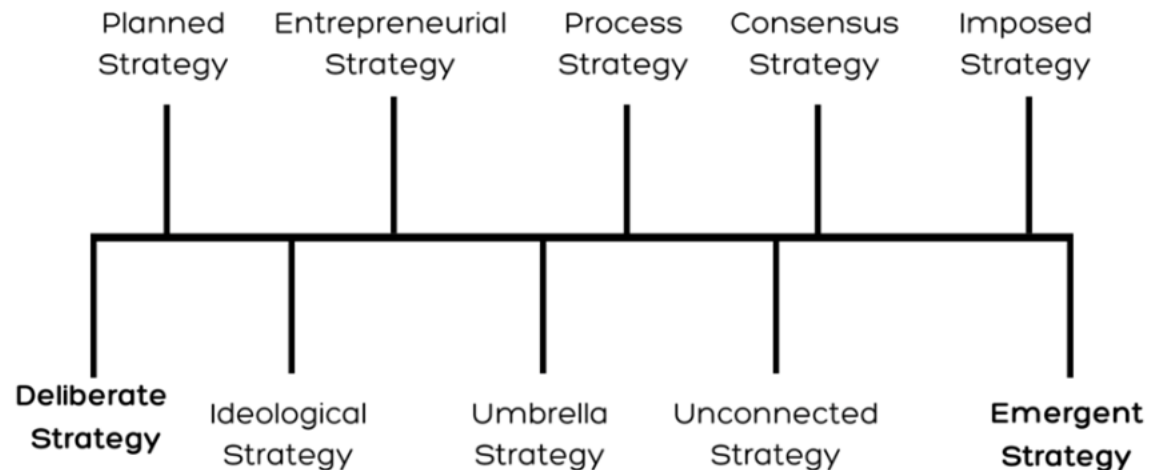 Planned
Strategy
Entrepreneurial
Strategy
Process
Strategy
Consensus
Strategy
Imposed
Strategy
Deliberate
Strategy
Ideological
Strategy
Umbrella
Strategy
Unconnected
Strategy
Emergent
Strategy